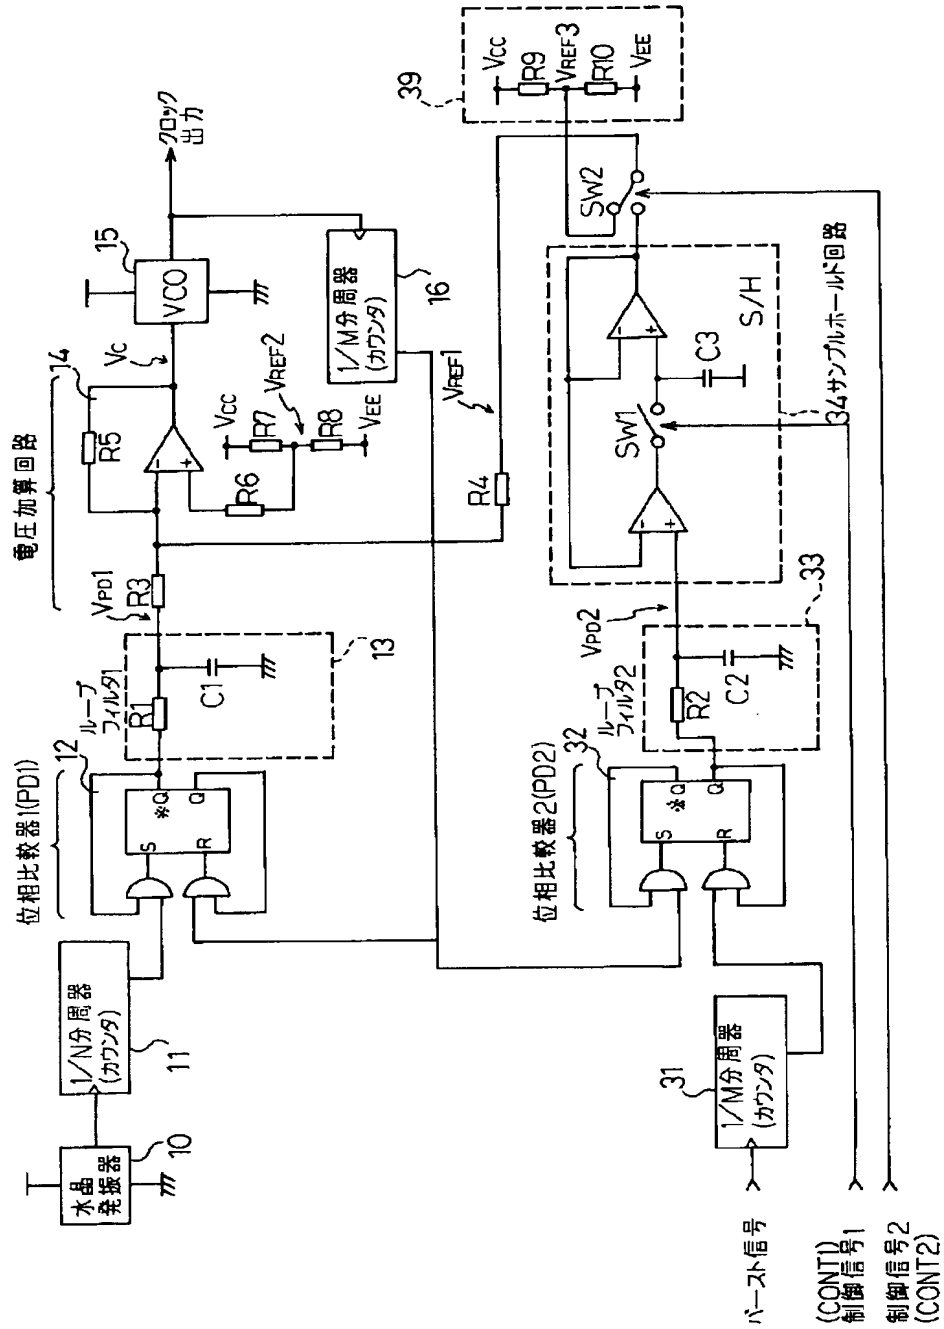 水晶
発振器
10
1/N分周器
(カウンタ)
11
位相比較器1(PD1)
12
S
R
※Q
Q
ループ
フィルタ1
R1
C1
13
電圧加算回路
VPD1
R3
14
R5
R6
VCC
R7
VREF2
R8
VEE
VC
15
VCO
クロック
出力
1/M分周器
(カウンタ)
16
VREF1
R4
バースト信号
31
1/M分周器
(カウンタ)
位相比較器2(PD2)
32
S
R
※Q
Q
ループ
フィルタ2
R2
C2
33
VPD2
SW1
C3
S/H
34サンプルホールド回路
SW2
39
VCC
R9
VREF3
R10
VEE
(CONT1)
制御信号1
制御信号2
(CONT2)